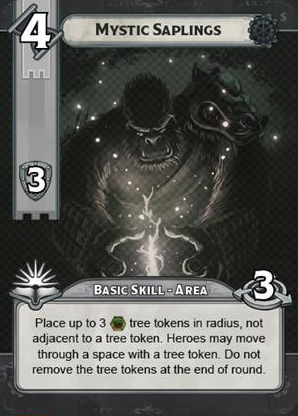 4
MYSTIC SAPLINGS
S
3
BASIC SKILL - AREA
3
Place up to 3 tree tokens in radius, not
adjacent to a tree token. Heroes may move
through a space with a tree token. Do not
remove the tree tokens at the end of round.